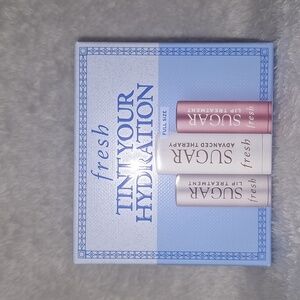 fresh
TINT YOUR
HYDRATION
FULL SIZE
SUGAR
LIP TREATMENT
fresh
SUGAR
ADVANCED THERAPY
fresh
SUGAR
LIP TREATMENT
fresh